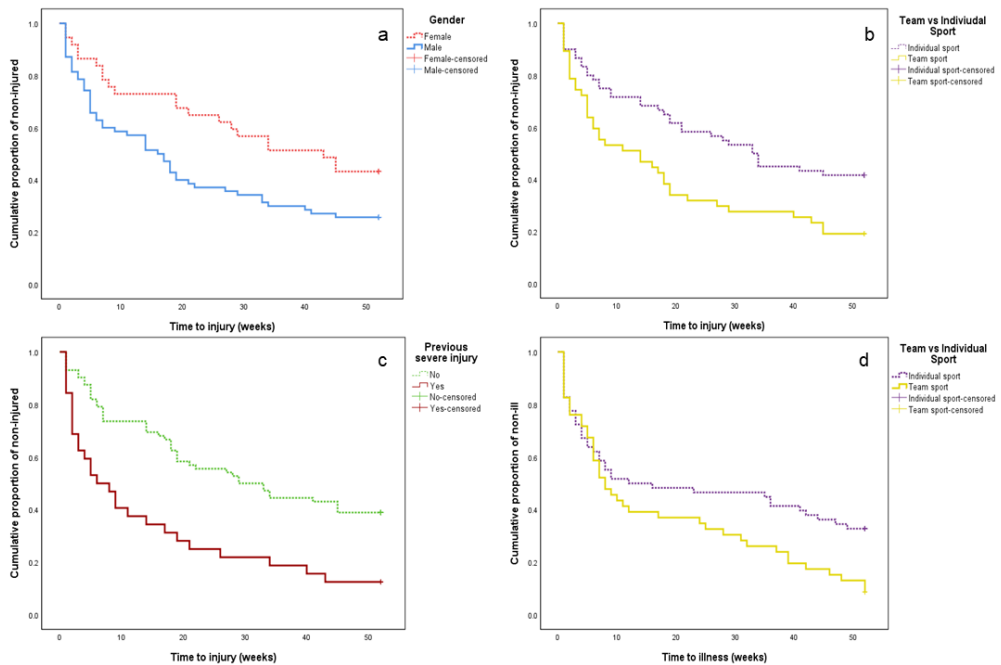 a
Gender
Female
Male
Female-censored
Male-censored
Cumulative proportion of non-injured
1.0
0.8
0.6
0.4
0.2
0.0
0
10
20
30
40
50
Time to injury (weeks)
b
Team vs Indiviudal
Sport
Individual sport
Team sport
Individual sport-censored
Team sport-censored
Cumulative proportion of non-injured
1.0
0.8
0.6
0.4
0.2
0.0
0
10
20
30
40
50
Time to injury (weeks)
c
Previous
severe injury
No
Yes
No-censored
Yes-censored
Cumulative proportion of non-injured
1.0
0.8
0.6
0.4
0.2
0.0
0
10
20
30
40
50
Time to injury (weeks)
d
Team vs Individual
Sport
Individual sport
Team sport
Individual sport-censored
Team sport-censored
Cumulative proportion of non-ill
1.0
0.8
0.6
0.4
0.2
0.0
0
10
20
30
40
50
Time to illness (weeks)